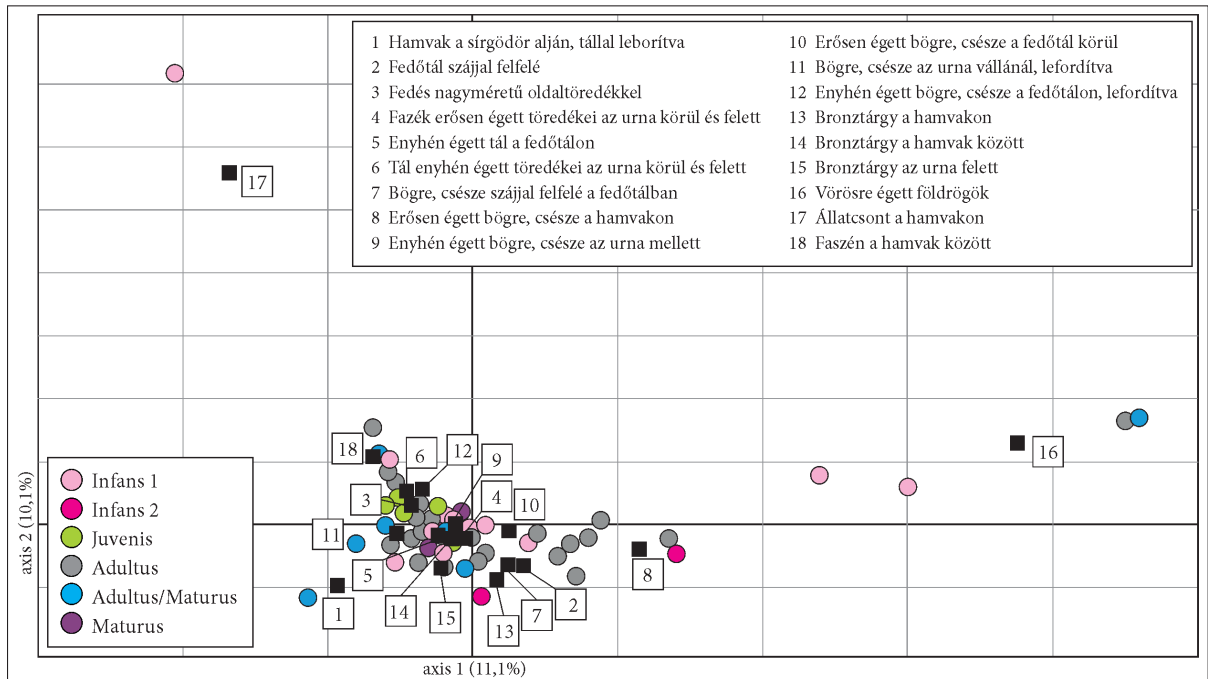 1 Hamvak a sírgödör alján, tállal leborítva
2 Fedőtál szájjal felfelé
3 Fedés nagyméretű oldaltöredékkel
4 Fazék erősen égett töredékei az urna körül és felett
5 Enyhén égett tál a fedőtálon
6 Tál enyhén égett töredékei az urna körül és felett
7 Bögre, csésze szájjal felfelé a fedőtálban
8 Erősen égett bögre, csésze a hamvakon
9 Enyhén égett bögre, csésze az urna mellett
10 Erősen égett bögre, csésze a fedőtál körül
11 Bögre, csésze az urna vállánál, lefordítva
12 Enyhén égett bögre, csésze a fedőtálon, lefordítva
13 Bronztárgy a hamvakon
14 Bronztárgy a hamvak között
15 Bronztárgy az urna felett
16 Vörösre égett földrögök
17 Állatcsont a hamvakon
18 Faszén a hamvak között
17
18
6
12
9
16
3
4
10
11
5
8
1
14
15
13
7
2
Infans 1
Infans 2
Juvenis
Adultus
Adultus/Maturus
Maturus
axis 2 (10,1%)
axis 1 (11,1%)